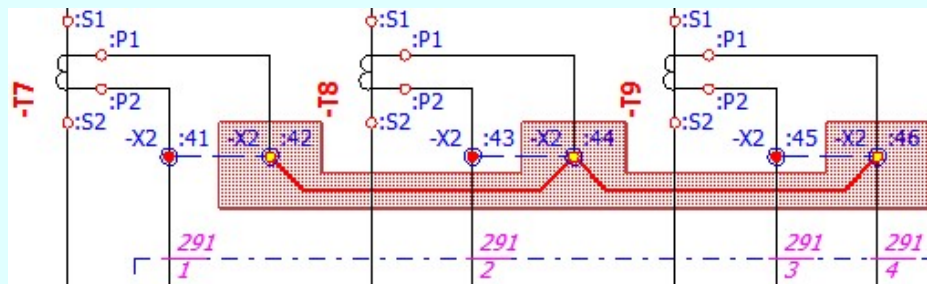 :S1 :S1 :S1
:P1 :P1 :P1
-T7 -T8 -T9
:P2 :P2 :P2
:S2 :S2 :S2
-X2 :41 -X2 :42 -X2 :43 -X2 :44 -X2 :45 -X2 :46
291 291 291 291
1 2 3 4